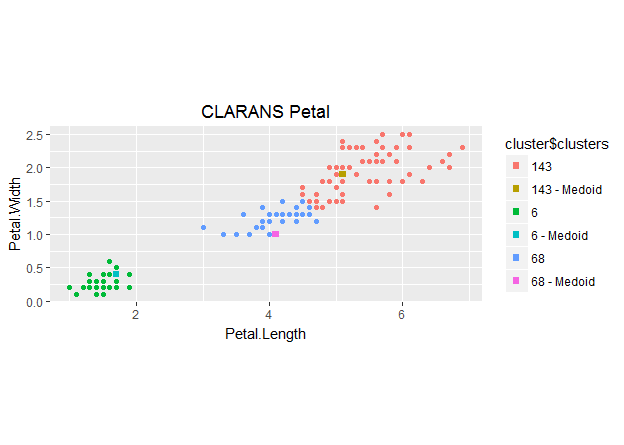 CLARANS Petal
2.5
2.0
1.5
1.0
0.5
0.0
Petal.Width
2
4
6
Petal.Length
cluster$clusters
143
143 - Medoid
6
6 - Medoid
68
68 - Medoid